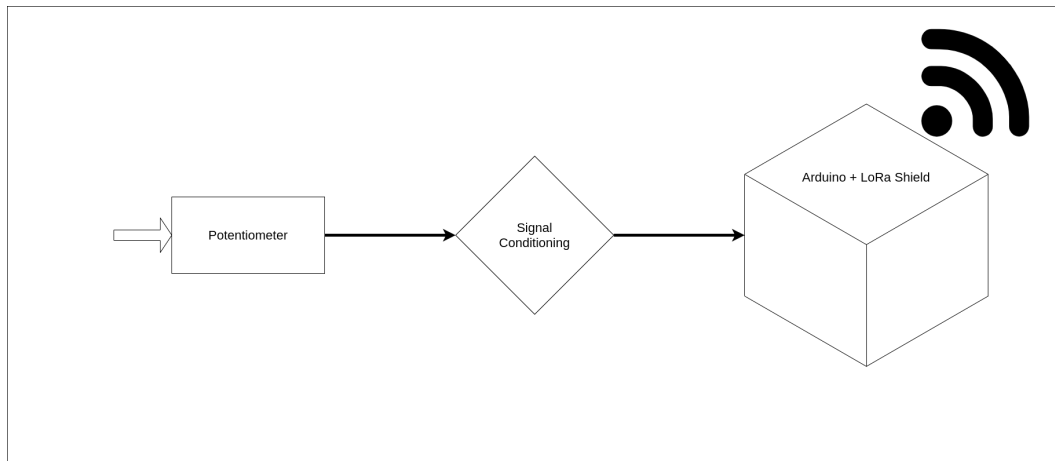 Potentiometer
Signal
Conditioning
Arduino + LoRa Shield